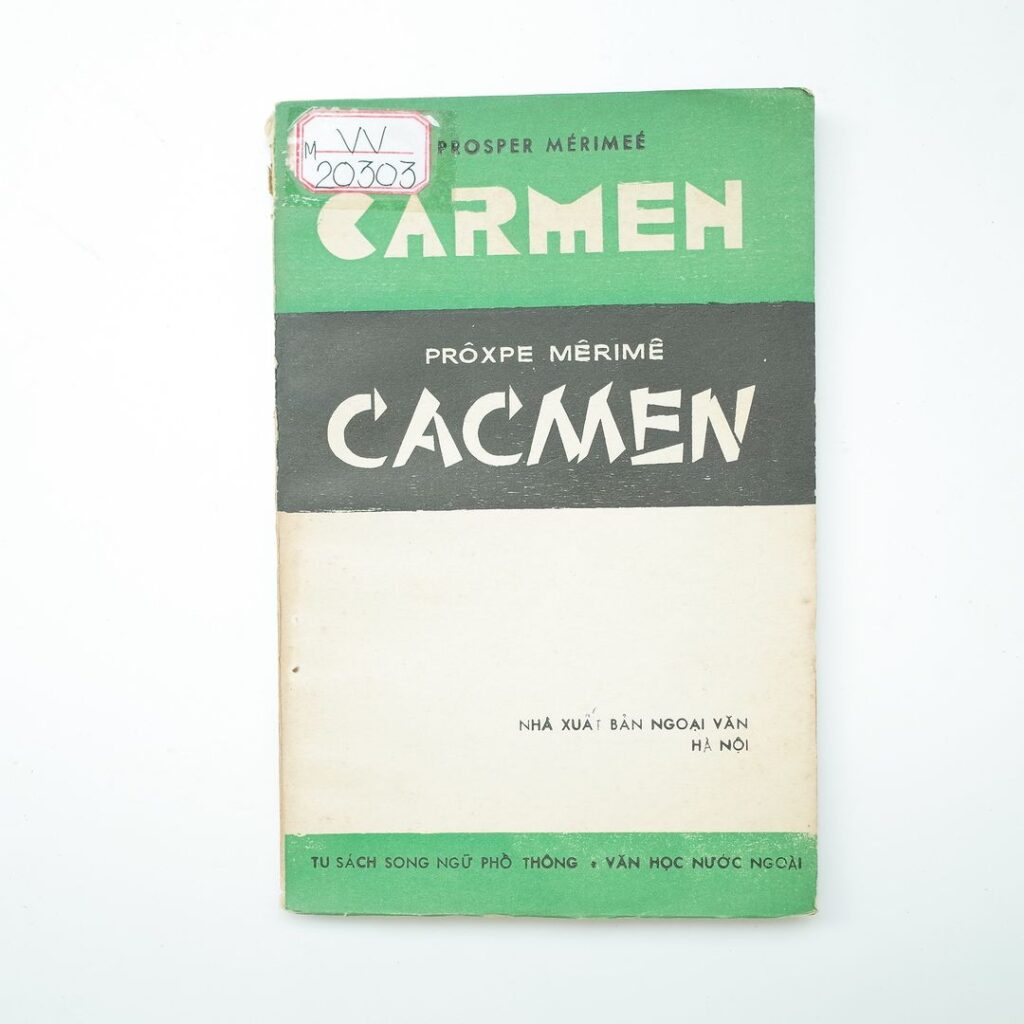 VV
M
20303
PROSPER MÉRIMEÉ
CARMEN
PRÔXPE MÊRIMÊ
CACMEN
NHÀ XUẤT BẢN NGOẠI VĂN
HÀ NỘI
TU SÁCH SONG NGỮ PHỔ THÔNG • VĂN HỌC NƯỚC NGOÀI